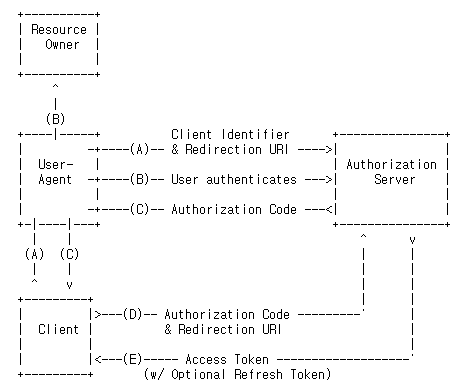 Resource
Owner
(B)
Client Identifier
(A) & Redirection URI
User-
Agent
(B) User authenticates
Authorization
Server
(C) Authorization Code
(A) (C)
Client
(D) Authorization Code
& Redirection URI
(E) Access Token
(w/ Optional Refresh Token)